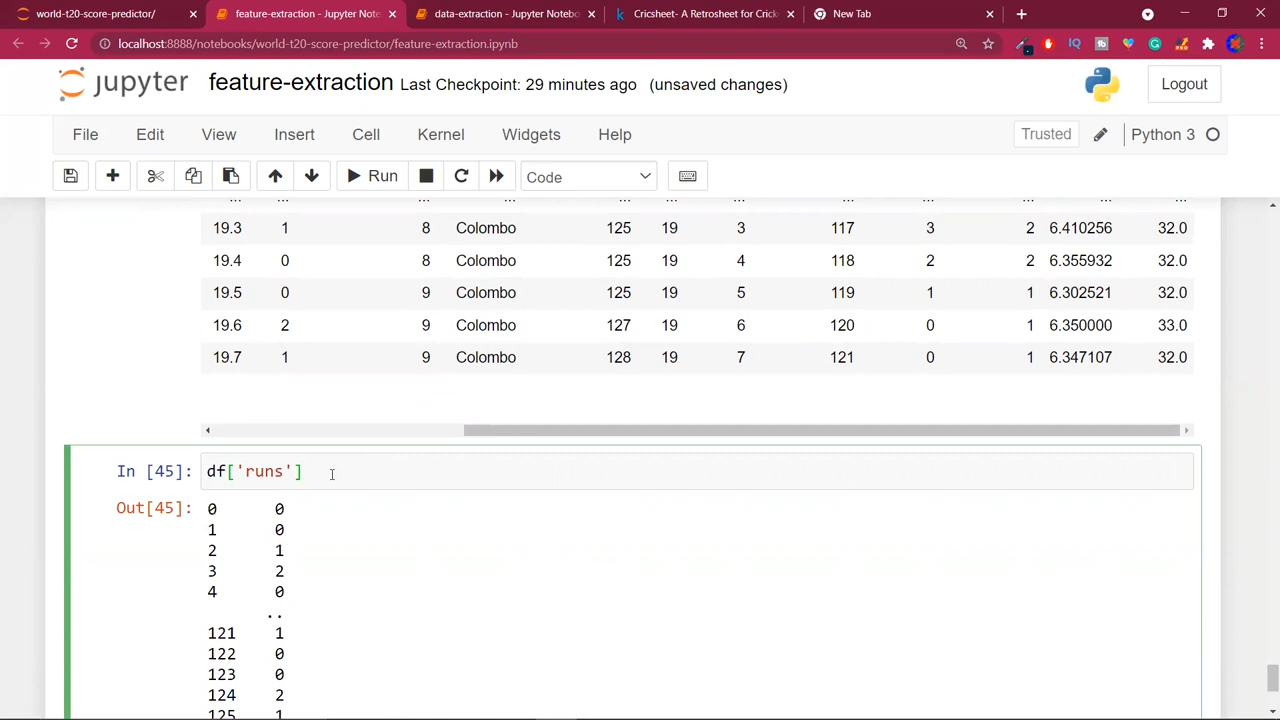 world-t20-score-predictor/
feature-extraction - Jupyter Note
data-extraction - Jupyter Notebo
Cricsheet- A Retrosheet for Crick
New Tab
localhost:8888/notebooks/world-t20-score-predictor/feature-extraction.ipynb
jupyter feature-extraction Last Checkpoint: 29 minutes ago (unsaved changes)
Logout
File Edit View Insert Cell Kernel Widgets Help
Trusted
Python 3
Run
Code
... ... ... ... ... ... ... ... ... ... ... ...
19.3 1 8 Colombo 125 19 3 117 3 2 6.410256 32.0
19.4 0 8 Colombo 125 19 4 118 2 2 6.355932 32.0
19.5 0 9 Colombo 125 19 5 119 1 1 6.302521 32.0
19.6 2 9 Colombo 127 19 6 120 0 1 6.350000 33.0
19.7 1 9 Colombo 128 19 7 121 0 1 6.347107 32.0
In [45]: df['runs']
Out[45]: 0 0
1 0
2 1
3 2
4 0
..
121 1
122 0
123 0
124 2
125 1